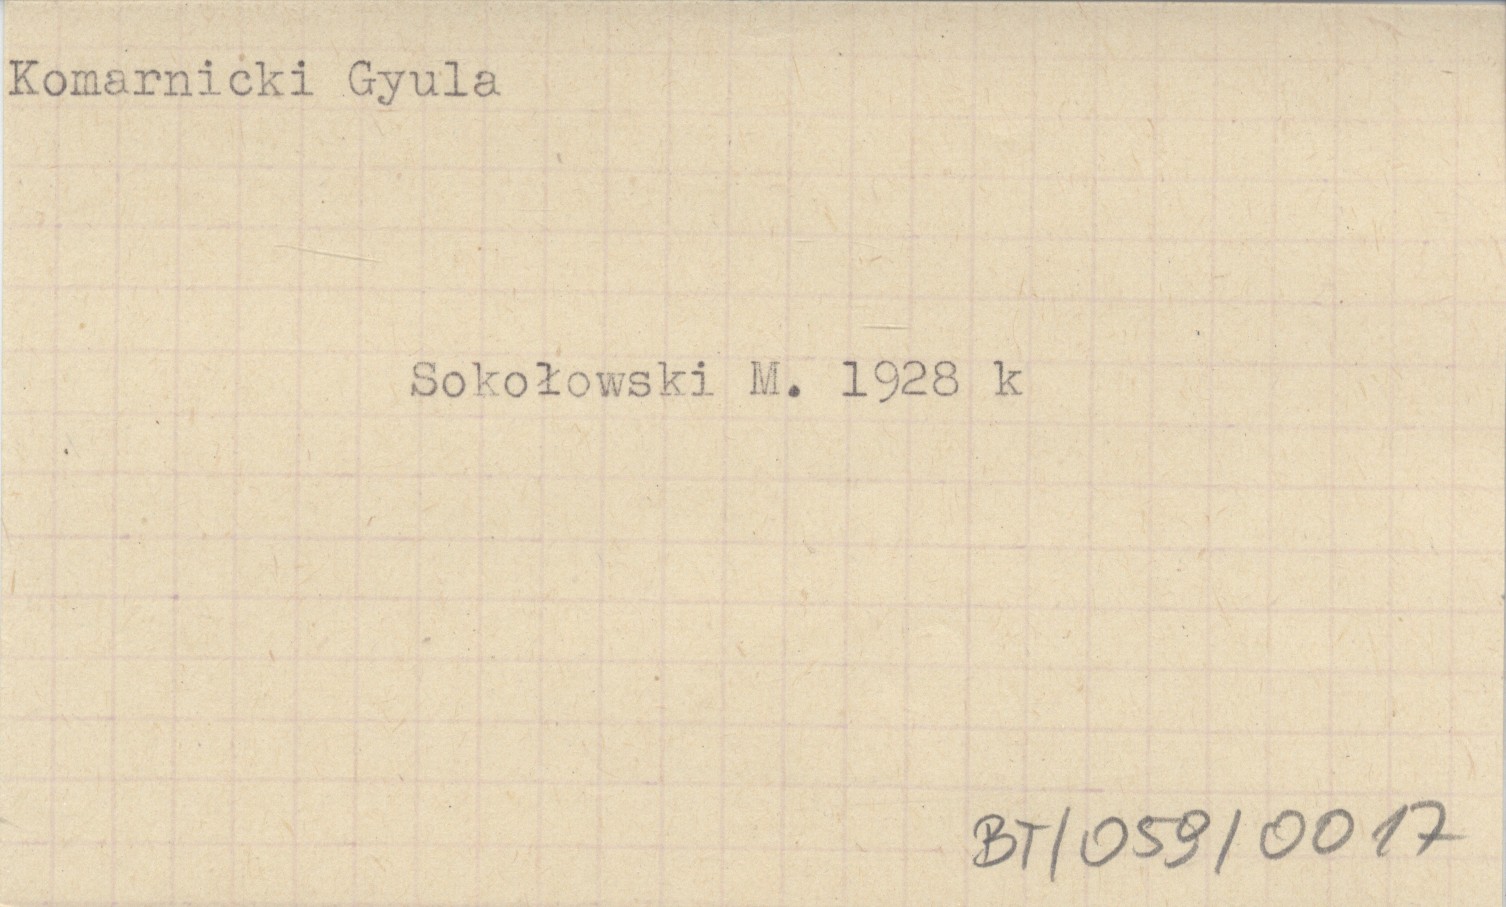 Komarnicki Gyula
Sokołowski M. 1928 k
BT/059/0017